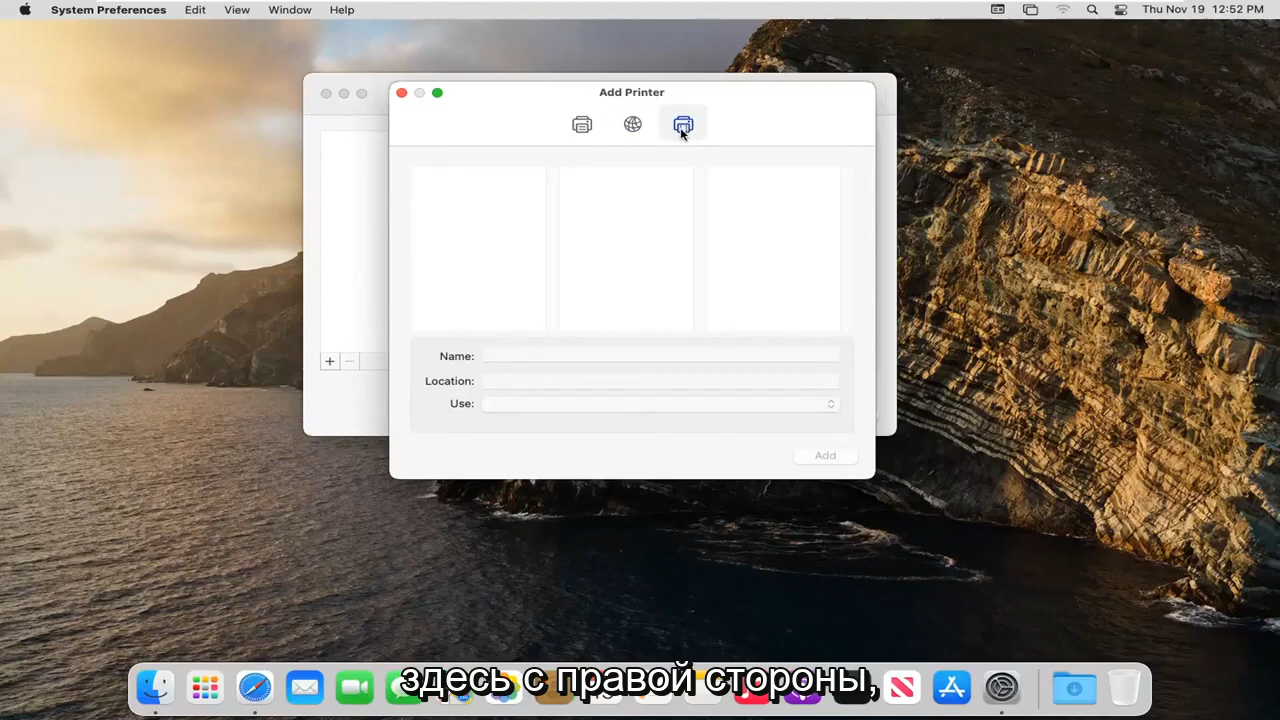 System Preferences Edit View Window Help Thu Nov 19 12:52 PM
Add Printer
Name:
Location:
Use:
Add
здесь с правой стороны,